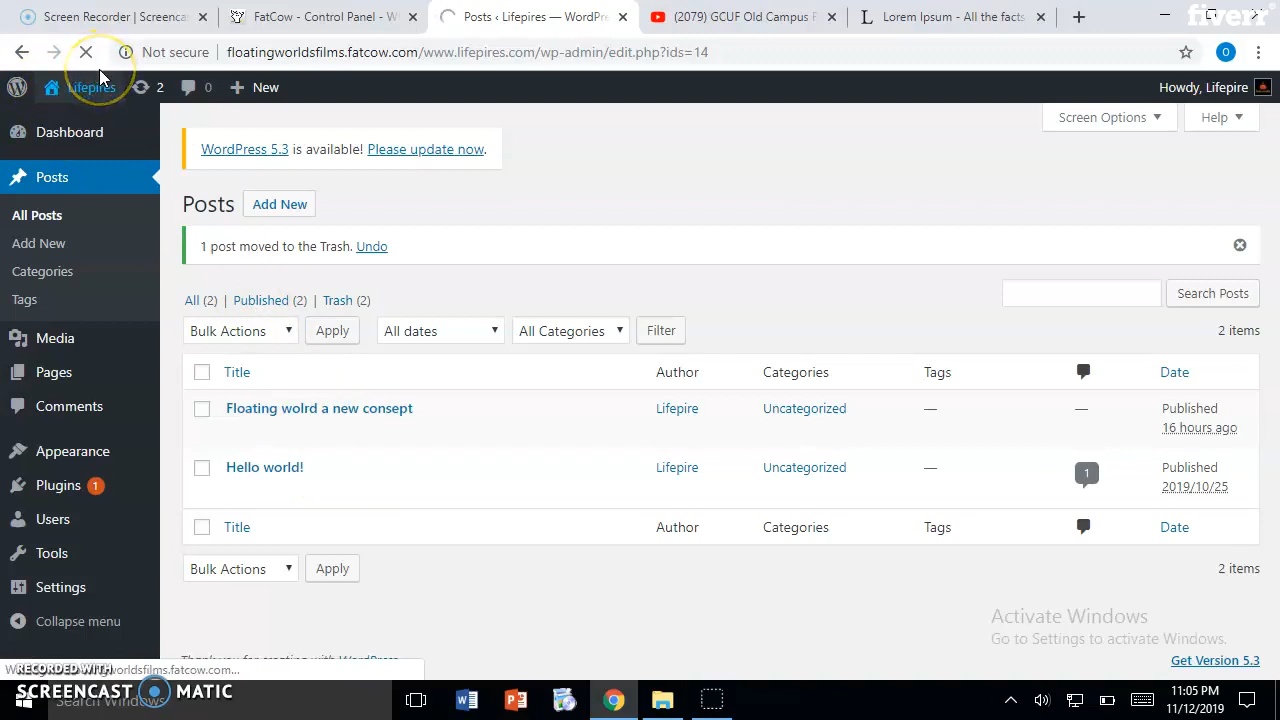 Screen Recorder | Screencas
FatCow - Control Panel - W
Posts ‹ Lifepires — WordPre
(2079) GCUF Old Campus F
Lorem Ipsum - All the facts
fiverr
Not secure
floatingworldsfilms.fatcow.com/www.lifepires.com/wp-admin/edit.php?ids=14
O
Lifepires
2
0
New
Howdy, Lifepire
Dashboard
Posts
All Posts
Add New
Categories
Tags
Media
Pages
Comments
Appearance
Plugins 1
Users
Tools
Settings
Collapse menu
Screen Options
Help
WordPress 5.3 is available! Please update now.
Posts
Add New
1 post moved to the Trash. Undo
All (2) | Published (2) | Trash (2)
Search Posts
Bulk Actions
Apply
All dates
All Categories
Filter
2 items
Title Author Categories Tags Date
Floating wolrd a new consept Lifepire Uncategorized — — Published
16 hours ago
Hello world! Lifepire Uncategorized — 1 Published
2019/10/25
Title Author Categories Tags Date
Bulk Actions
Apply
2 items
Activate Windows
Go to Settings to activate Windows.
Get Version 5.3
worldsfilms.fatcow.com...
RECORDED WITH
SCREENCAST MATIC
Search Windows
11:05 PM
11/12/2019